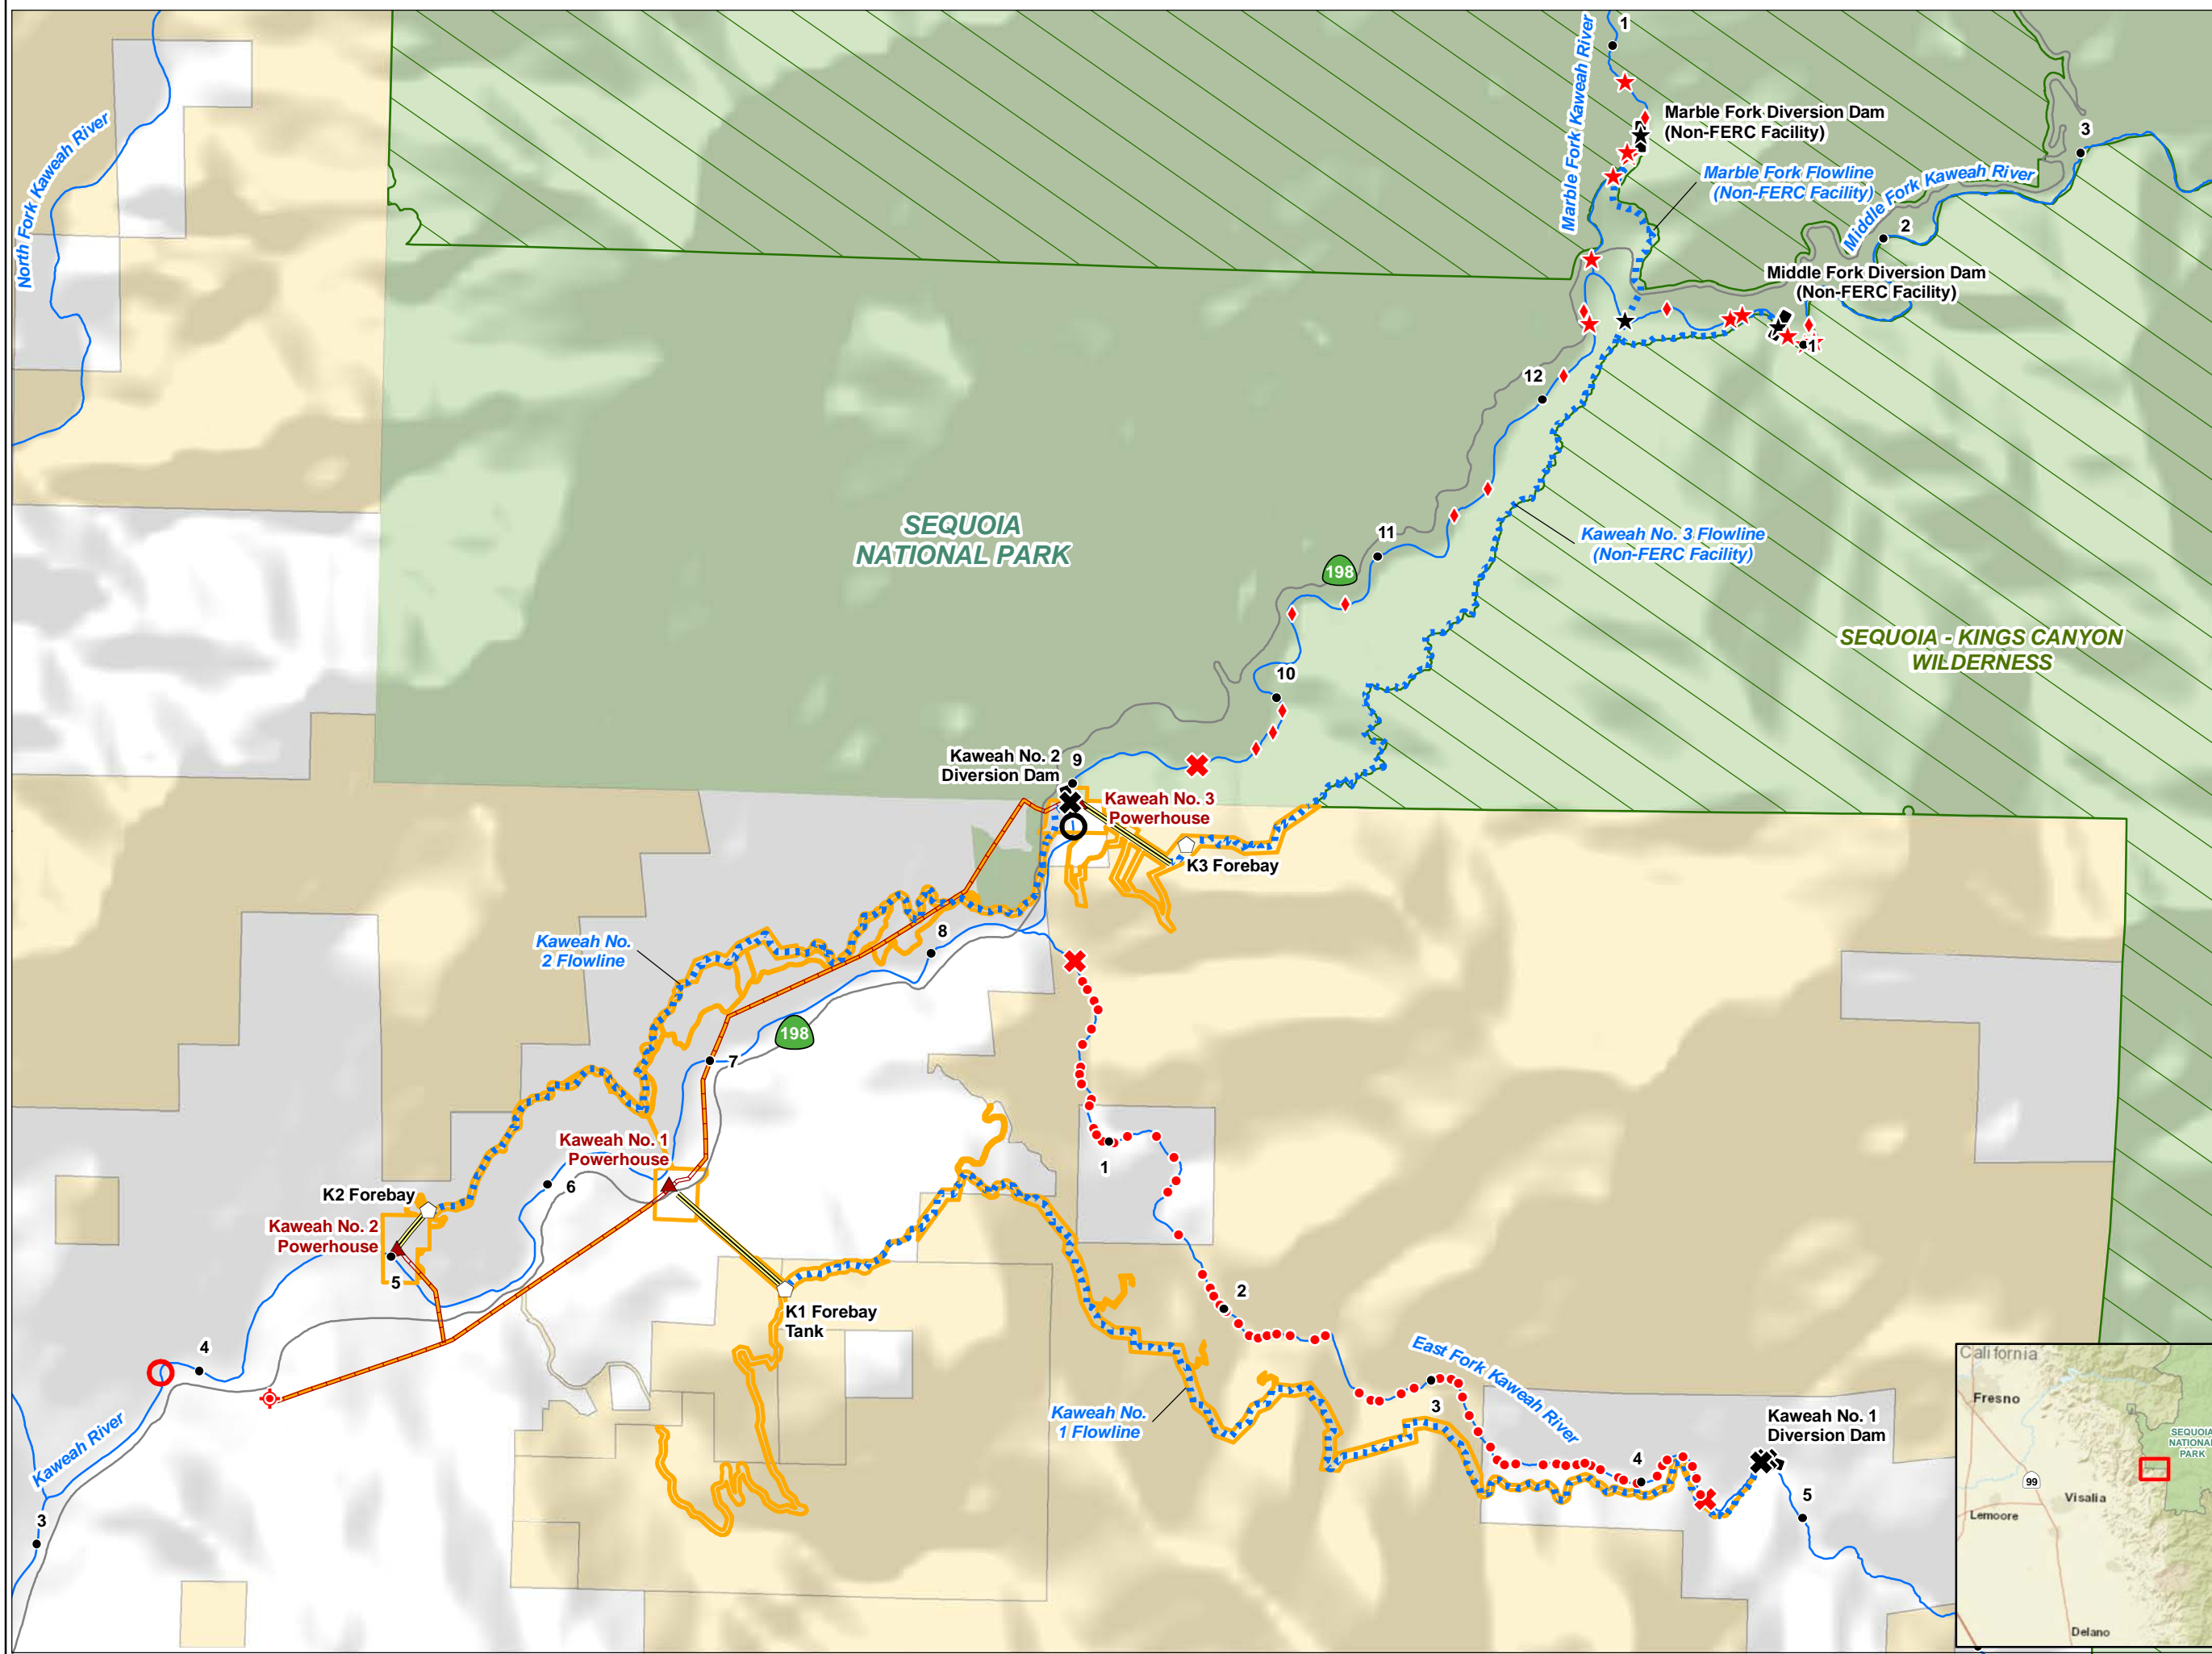 1
Marble Fork Kaweah River
Marble Fork Diversion Dam
(Non-FERC Facility)
3
North Fork Kaweah River
Marble Fork Flowline
(Non-FERC Facility)
Middle Fork Kaweah River
2
Middle Fork Diversion Dam
(Non-FERC Facility)
1
12
SEQUOIA
NATIONAL PARK
11
198
Kaweah No. 3 Flowline
(Non-FERC Facility)
SEQUOIA - KINGS CANYON
WILDERNESS
10
Kaweah No. 2
Diversion Dam
9
Kaweah No. 3
Powerhouse
K3 Forebay
Kaweah No.
2 Flowline
8
198
7
Kaweah No. 1
Powerhouse
1
6
K2 Forebay
Kaweah No. 2
Powerhouse
5
K1 Forebay
Tank
2
4
East Fork Kaweah River
Kaweah River
Kaweah No.
1 Flowline
3
Kaweah No. 1
Diversion Dam
4
5
3
California
Fresno
SEQUOIA
NATIONAL
PARK
99
Visalia
Lemoore
Delano